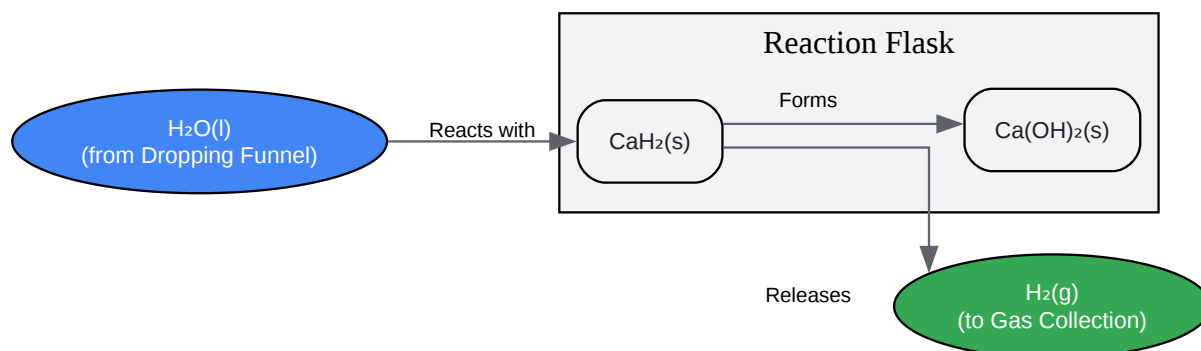 Reaction Flask
H₂O(l)
(from Dropping Funnel)
Reacts with
CaH₂(s)
Forms
Ca(OH)₂(s)
Releases
H₂(g)
(to Gas Collection)